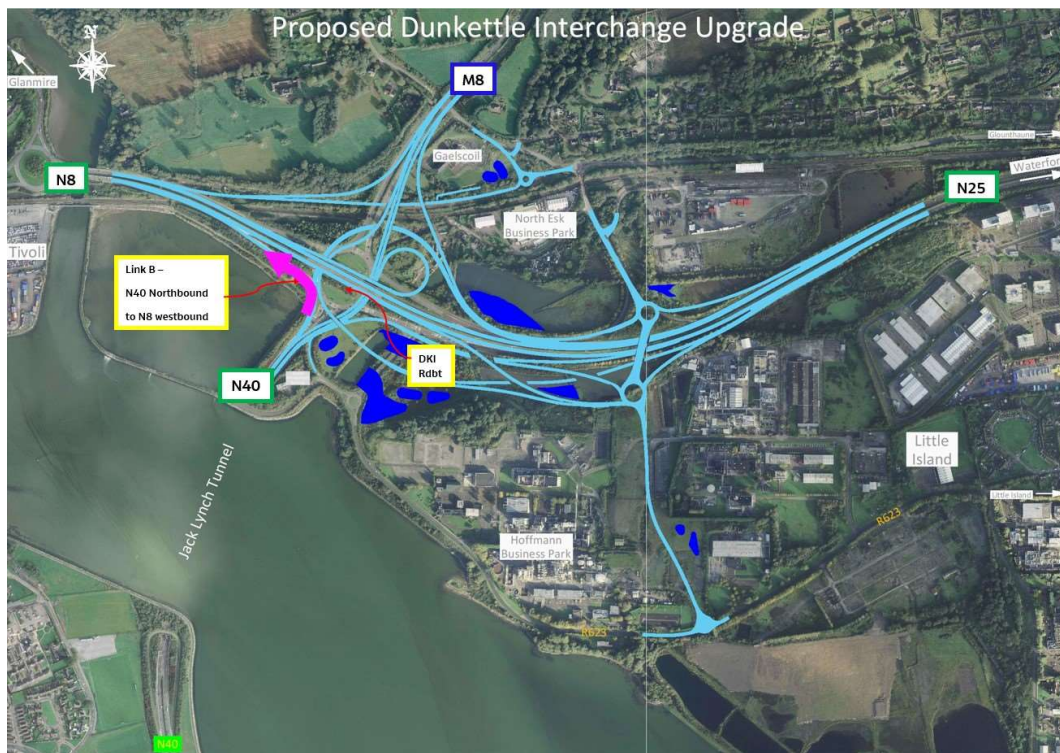 Proposed Dunkettle Interchange Upgrade
N
Glanmire
M8
Gaelscoil
Glounthaune
Waterford
N8
N25
North Esk
Business Park
Tivoli
Link B –
N40 Northbound
to N8 westbound
DKI
Rdbt
N40
Little
Island
Jack Lynch Tunnel
Little Island
R623
Hoffmann
Business Park
R623
N40